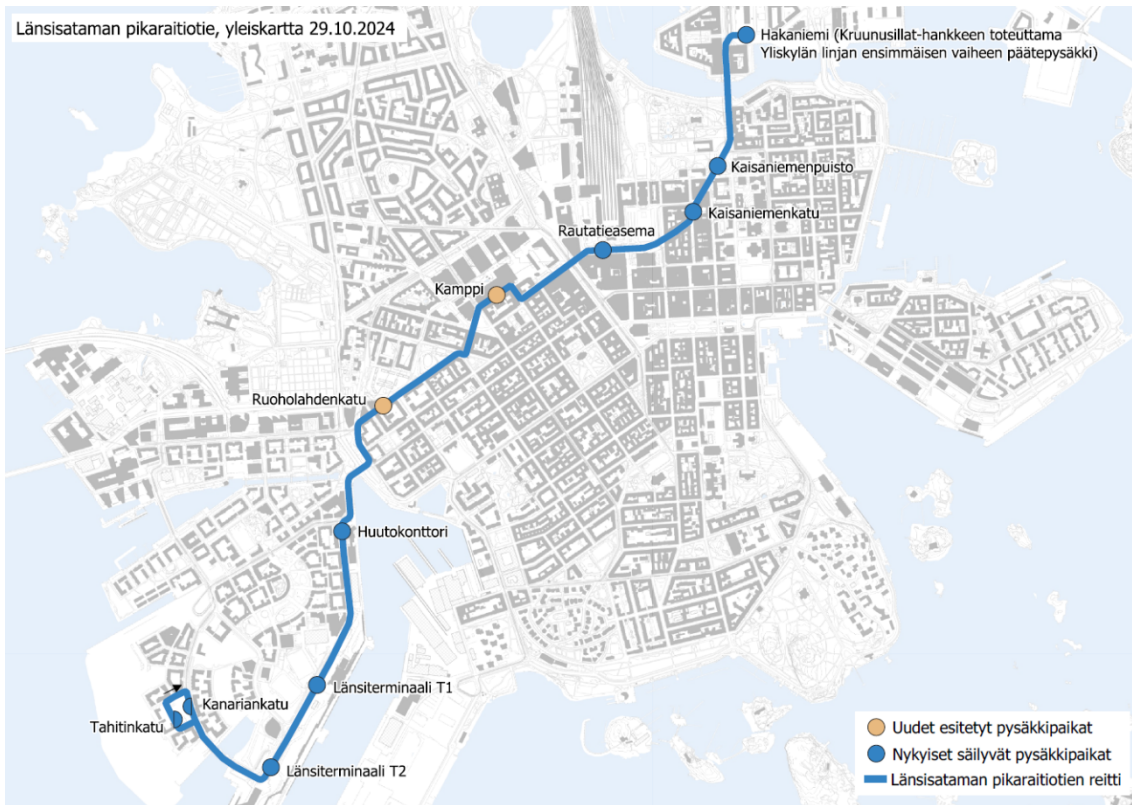 Länsisataman pikaraitiotie, yleiskartta 29.10.2024
Hakaniemi (Kruunusillat-hankkeen toteuttama
Yliskylän linjan ensimmäisen vaiheen päätepysäkki)
Kaisaniemenpuisto
Kaisaniemenkatu
Rautatieasema
Kamppi
Ruoholahdenkatu
Huutokonttori
Länsiterminaali T1
Kanariankatu
Tahitinkatu
Länsiterminaali T2
Uudet esitetyt pysäkkipaikat
Nykyiset säilyvät pysäkkipaikat
Länsisataman pikaraitiotien reitti